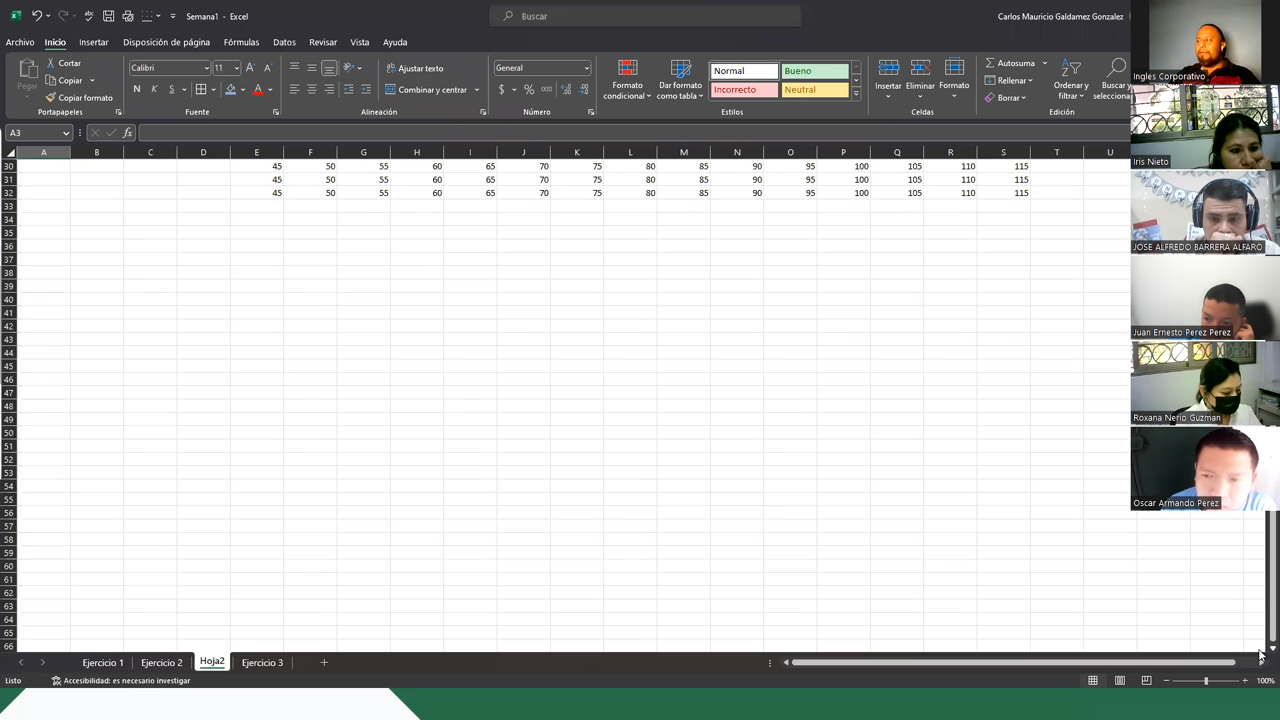 Semana1 - Excel
Buscar
Carlos Mauricio Galdamez Gonzalez
Archivo Inicio Insertar Disposición de página Fórmulas Datos Revisar Vista Ayuda
Pegar
Cortar
Copiar
Copiar formato
Portapapeles
Calibri 11
N K S
Fuente
Ajustar texto
Combinar y centrar
Alineación
General
$ % 000
Número
Formato condicional
Dar formato como tabla
Normal Bueno
Incorrecto Neutral
Estilos
Insertar Eliminar Formato
Celdas
Autosuma
Rellenar
Borrar
Ordenar y filtrar
Buscar y selecciona
Edición
A3 fx
A B C D E F G H I J K L M N O P Q R S T U
30 45 50 55 60 65 70 75 80 85 90 95 100 105 110 115
31 45 50 55 60 65 70 75 80 85 90 95 100 105 110 115
32 45 50 55 60 65 70 75 80 85 90 95 100 105 110 115
33
34
35
36
37
38
39
40
41
42
43
44
45
46
47
48
49
50
51
52
53
54
55
56
57
58
59
60
61
62
63
64
65
66
Ingles Corporativo
Iris Nieto
JOSE ALFREDO BARRERA ALFARO
Juan Ernesto Perez Perez
Roxana Nerio Guzman
Oscar Armando Perez
Ejercicio 1 Ejercicio 2 Hoja2 Ejercicio 3
Listo Accesibilidad: es necesario investigar 100%